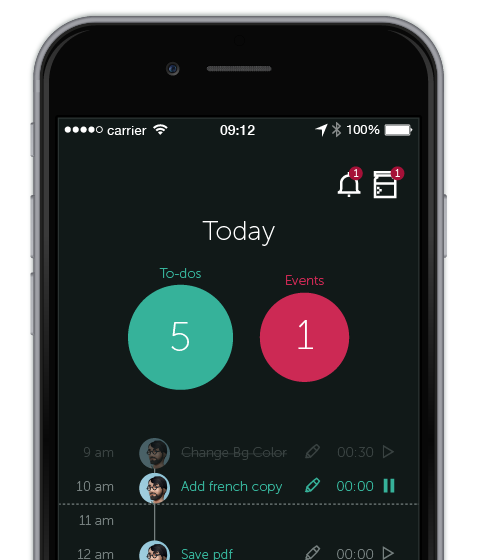 carrier 09:12 100%
1 1
Today
To-dos Events
5 1
9 am Change Bg Color 00:30
10 am Add french copy 00:00
11 am
12 am Save pdf 00:00